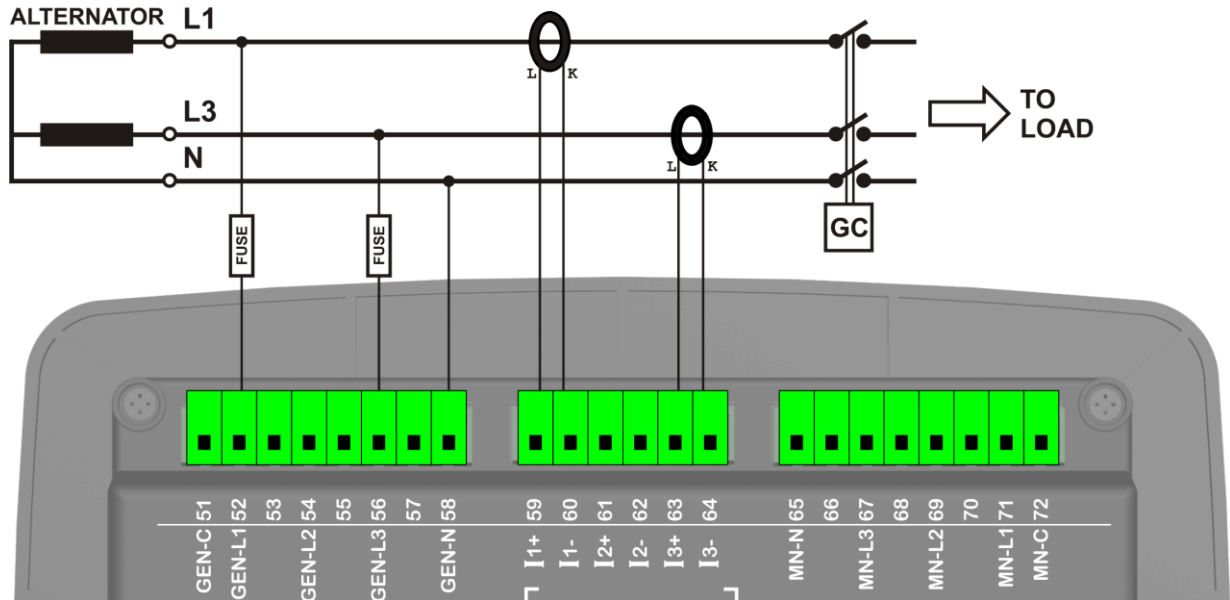 ALTERNATOR L1
L K
L3
L K
N
TO
LOAD
FUSE
FUSE
GC
GEN-C 51
GEN-L1 52
53
GEN-L2 54
55
GEN-L3 56
57
GEN-N 58
I1+ 59
I1- 60
I2+ 61
I2- 62
I3+ 63
I3- 64
MN-N 65
66
MN-L3 67
68
MN-L2 69
70
MN-L1 71
MN-C 72